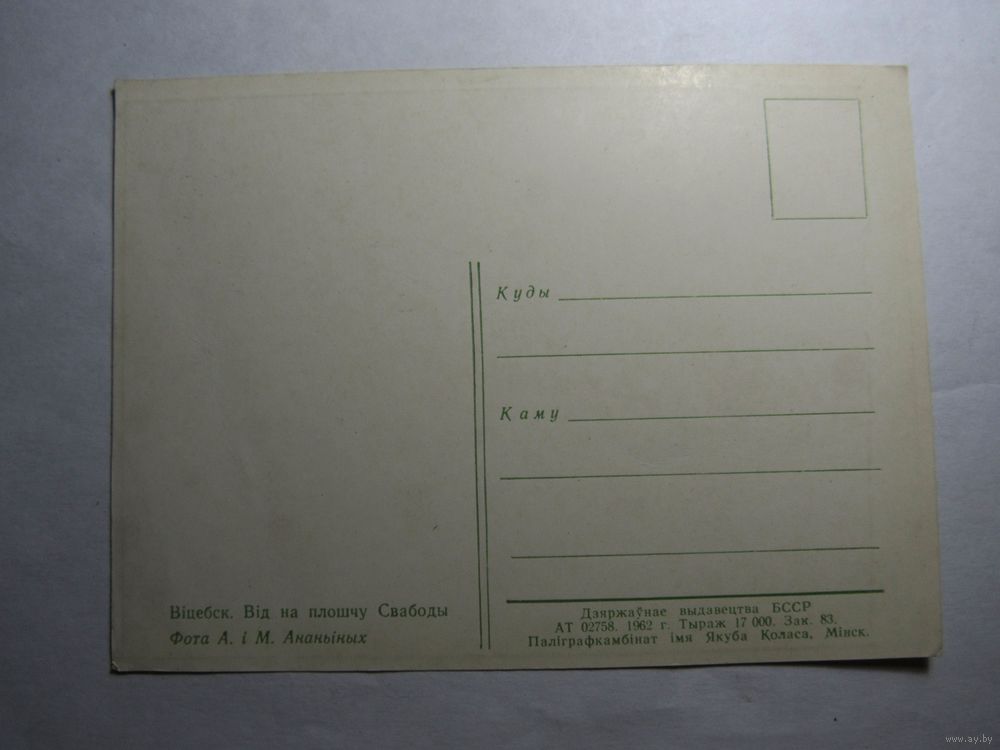 Куды
Каму
Віцебск. Від на плошчу Свабоды
Фота А. і М. Ананьіных
Дзяржаўнае выдавецтва БССР
АТ 02758. 1962 г. Тыраж 17 000. Зак. 83.
Паліграфкамбінат імя Якуба Коласа, Мінск.
www.ay.by